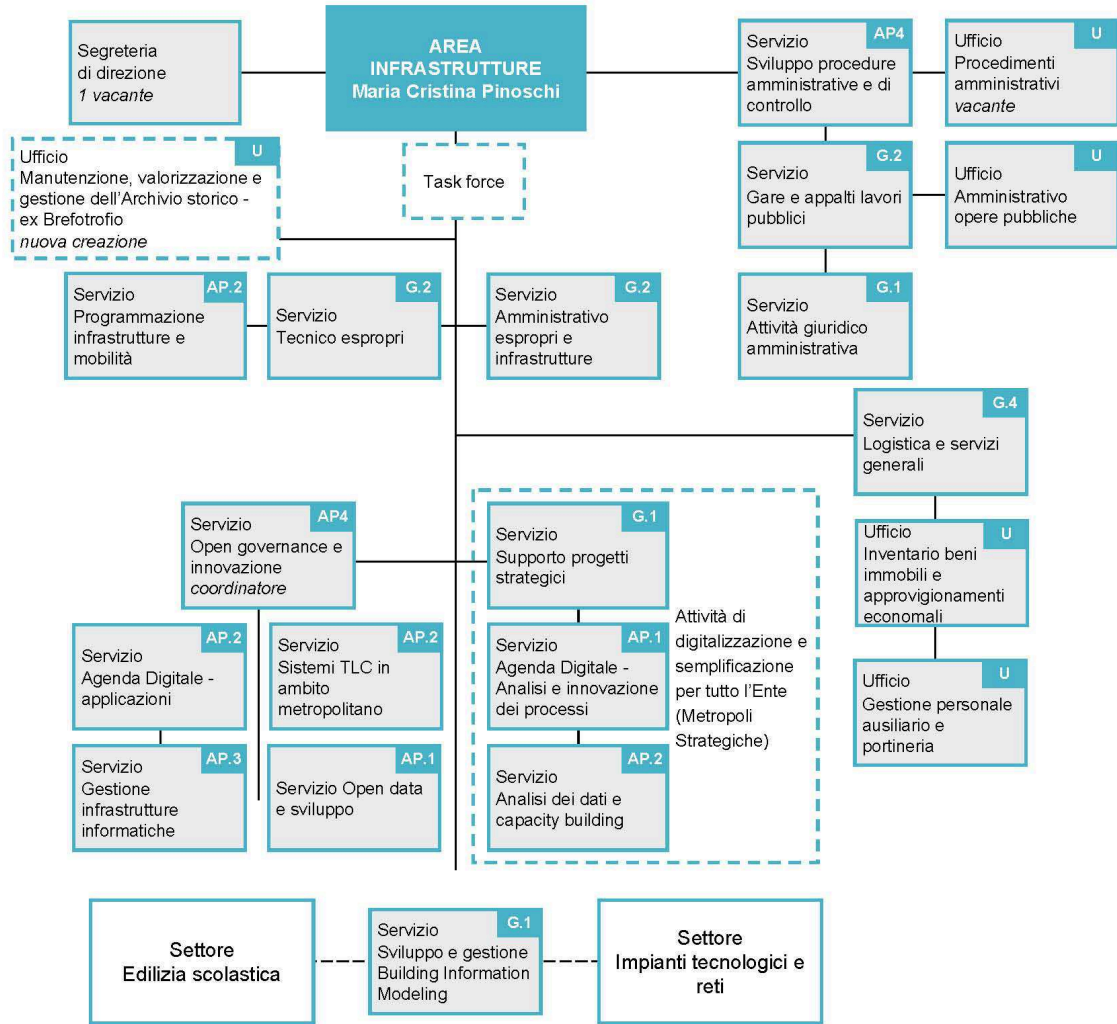 Segreteria
di direzione
1 vacante
AREA
INFRASTRUTTURE
Maria Cristina Pinoschi
AP4
Servizio
Sviluppo procedure
amministrative e di
controllo
U
Ufficio
Procedimenti
amministrativi
vacante
U
Ufficio
Manutenzione, valorizzazione e
gestione dell'Archivio storico -
ex Brefotrofio
nuova creazione
Task force
G.2
Servizio
Gare e appalti lavori
pubblici
U
Ufficio
Amministrativo
opere pubbliche
AP.2
Servizio
Programmazione
infrastrutture e
mobilità
G.2
Servizio
Tecnico espropri
G.2
Servizio
Amministrativo
espropri e
infrastrutture
G.1
Servizio
Attività giuridico
amministrativa
G.4
Servizio
Logistica e servizi
generali
AP4
Servizio
Open governance e
innovazione
coordinatore
G.1
Servizio
Supporto progetti
strategici
U
Ufficio
Inventario beni
immobili e
approvigionamenti
economali
AP.2
Servizio
Agenda Digitale -
applicazioni
AP.2
Servizio
Sistemi TLC in
ambito
metropolitano
AP.1
Servizio
Agenda Digitale -
Analisi e innovazione
dei processi
Attività di
digitalizzazione e
semplificazione
per tutto l'Ente
(Metropoli
Strategiche)
U
Ufficio
Gestione personale
ausiliario e
portineria
AP.3
Servizio
Gestione
infrastrutture
informatiche
AP.1
Servizio Open data
e sviluppo
AP.2
Servizio
Analisi dei dati e
capacity building
Settore
Edilizia scolastica
G.1
Servizio
Sviluppo e gestione
Building Information
Modeling
Settore
Impianti tecnologici e
reti